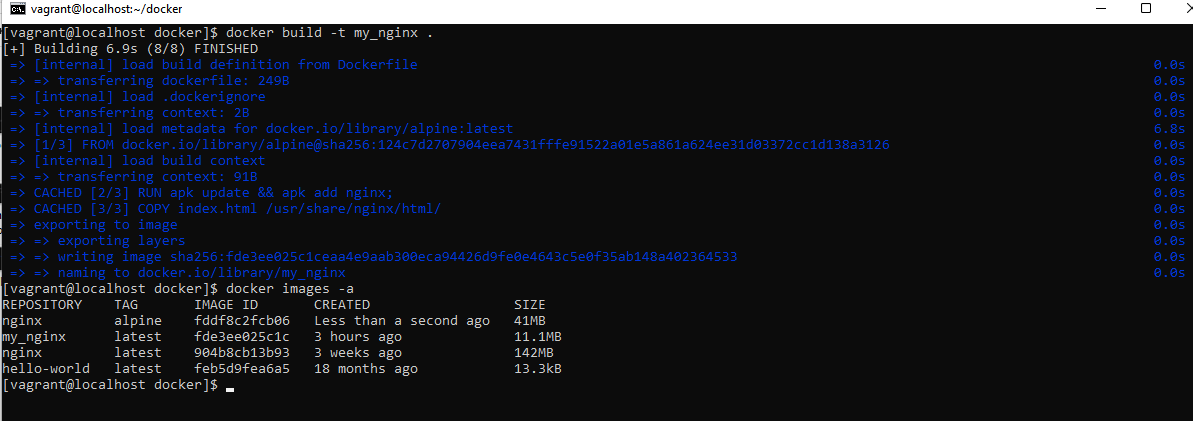 vagrant@localhost:~/docker
[vagrant@localhost docker]$ docker build -t my_nginx .
[+] Building 6.9s (8/8) FINISHED
=> [internal] load build definition from Dockerfile 0.0s
=> => transferring dockerfile: 249B 0.0s
=> [internal] load .dockerignore 0.0s
=> => transferring context: 2B 0.0s
=> [internal] load metadata for docker.io/library/alpine:latest 6.8s
=> [1/3] FROM docker.io/library/alpine@sha256:124c7d2707904eea7431fffe91522a01e5a861a624ee31d03372cc1d138a3126 0.0s
=> [internal] load build context 0.0s
=> => transferring context: 91B 0.0s
=> CACHED [2/3] RUN apk update && apk add nginx; 0.0s
=> CACHED [3/3] COPY index.html /usr/share/nginx/html/ 0.0s
=> exporting to image 0.0s
=> => exporting layers 0.0s
=> => writing image sha256:fde3ee025c1ceaa4e9aab300eca94426d9fe0e4643c5e0f35ab148a402364533 0.0s
=> => naming to docker.io/library/my_nginx 0.0s
[vagrant@localhost docker]$ docker images -a
REPOSITORY TAG IMAGE ID CREATED SIZE
nginx alpine fddf8c2fcb06 Less than a second ago 41MB
my_nginx latest fde3ee025c1c 3 hours ago 11.1MB
nginx latest 904b8cb13b93 3 weeks ago 142MB
hello-world latest feb5d9fea6a5 18 months ago 13.3kB
[vagrant@localhost docker]$